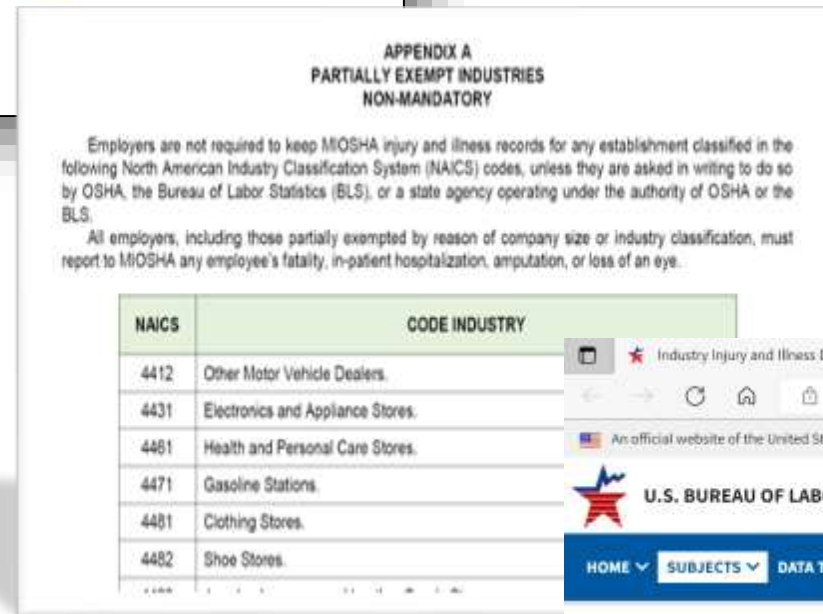 APPENDIX A
PARTIALLY EXEMPT INDUSTRIES
NON-MANDATORY
Employers are not required to keep MIOSHA injury and illness records for any establishment classified in the
following North American Industry Classification System (NAICS) codes, unless they are asked in writing to do so
by OSHA, the Bureau of Labor Statistics (BLS), or a state agency operating under the authority of OSHA or the
BLS.
All employers, including those partially exempted by reason of company size or industry classification, must
report to MIOSHA any employee's fatality, in-patient hospitalization, amputation, or loss of an eye.
NAICS CODE INDUSTRY
4412 Other Motor Vehicle Dealers.
4431 Electronics and Appliance Stores.
4461 Health and Personal Care Stores.
4471 Gasoline Stations.
4481 Clothing Stores.
4482 Shoe Stores.
Industry Injury and Illness
An official website of the United
U.S. BUREAU OF
HOME SUBJECTS DATA